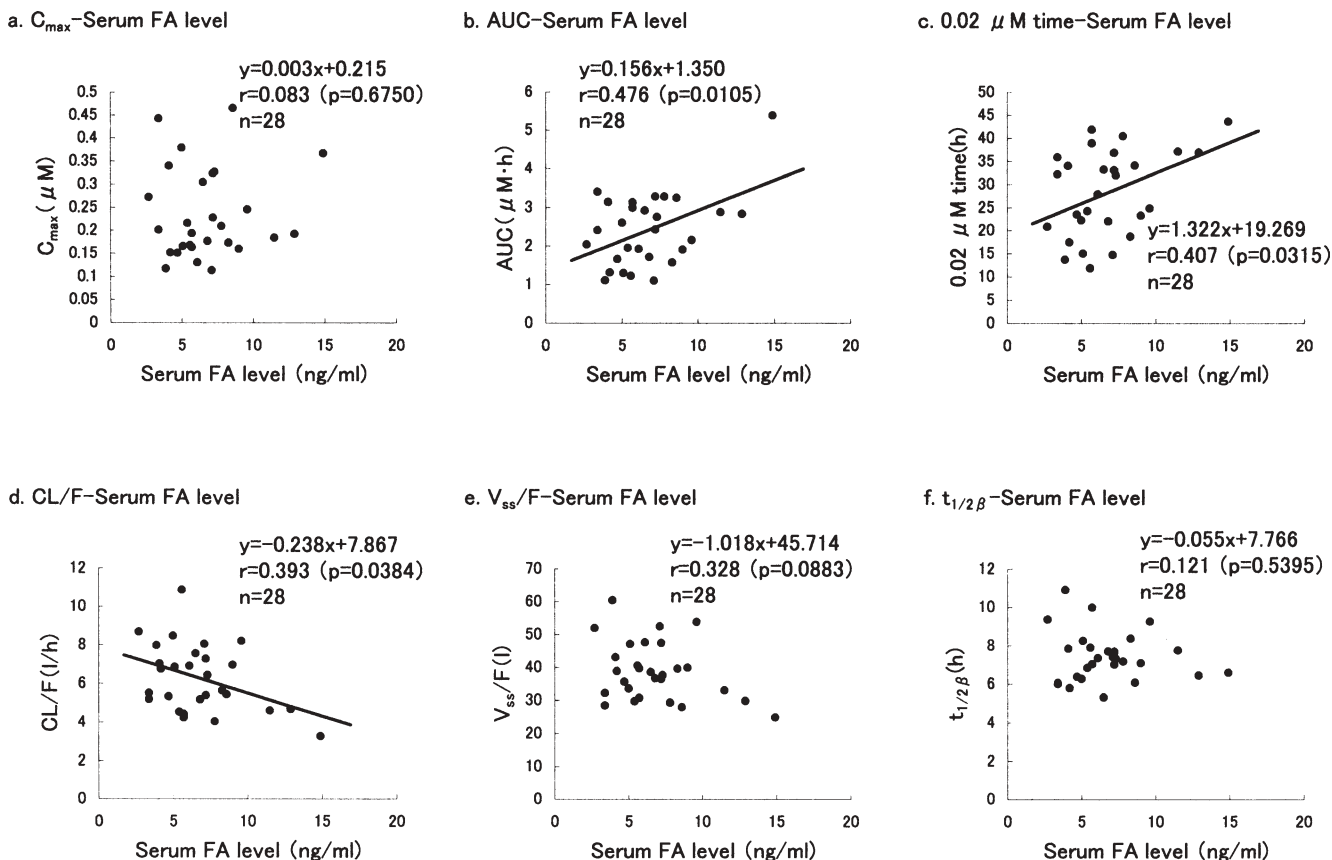 a. Cmax-Serum FA level
y=0.003x+0.215
r=0.083 (p=0.6750)
n=28
0.5
0.45
0.4
0.35
0.3
0.25
0.2
0.15
0.1
0.05
0
Cmax(μM)
0 5 10 15 20
Serum FA level (ng/ml)
b. AUC-Serum FA level
y=0.156x+1.350
r=0.476 (p=0.0105)
n=28
6
5
4
3
2
1
0
AUC(μM·h)
0 5 10 15 20
Serum FA level (ng/ml)
c. 0.02 μM time-Serum FA level
50
45
40
35
30
25
20
15
10
5
0
0.02 μM time(h)
y=1.322x+19.269
r=0.407 (p=0.0315)
n=28
0 5 10 15 20
Serum FA level (ng/ml)
d. CL/F-Serum FA level
y=-0.238x+7.867
r=0.393 (p=0.0384)
n=28
12
10
8
6
4
2
0
CL/F(l/h)
0 5 10 15 20
Serum FA level (ng/ml)
e. Vss/F-Serum FA level
y=-1.018x+45.714
r=0.328 (p=0.0883)
n=28
70
60
50
40
30
20
10
0
Vss/F(l)
0 5 10 15 20
Serum FA level (ng/ml)
f. t1/2β-Serum FA level
y=-0.055x+7.766
r=0.121 (p=0.5395)
n=28
12
10
8
6
4
2
0
t1/2β(h)
0 5 10 15 20
Serum FA level (ng/ml)